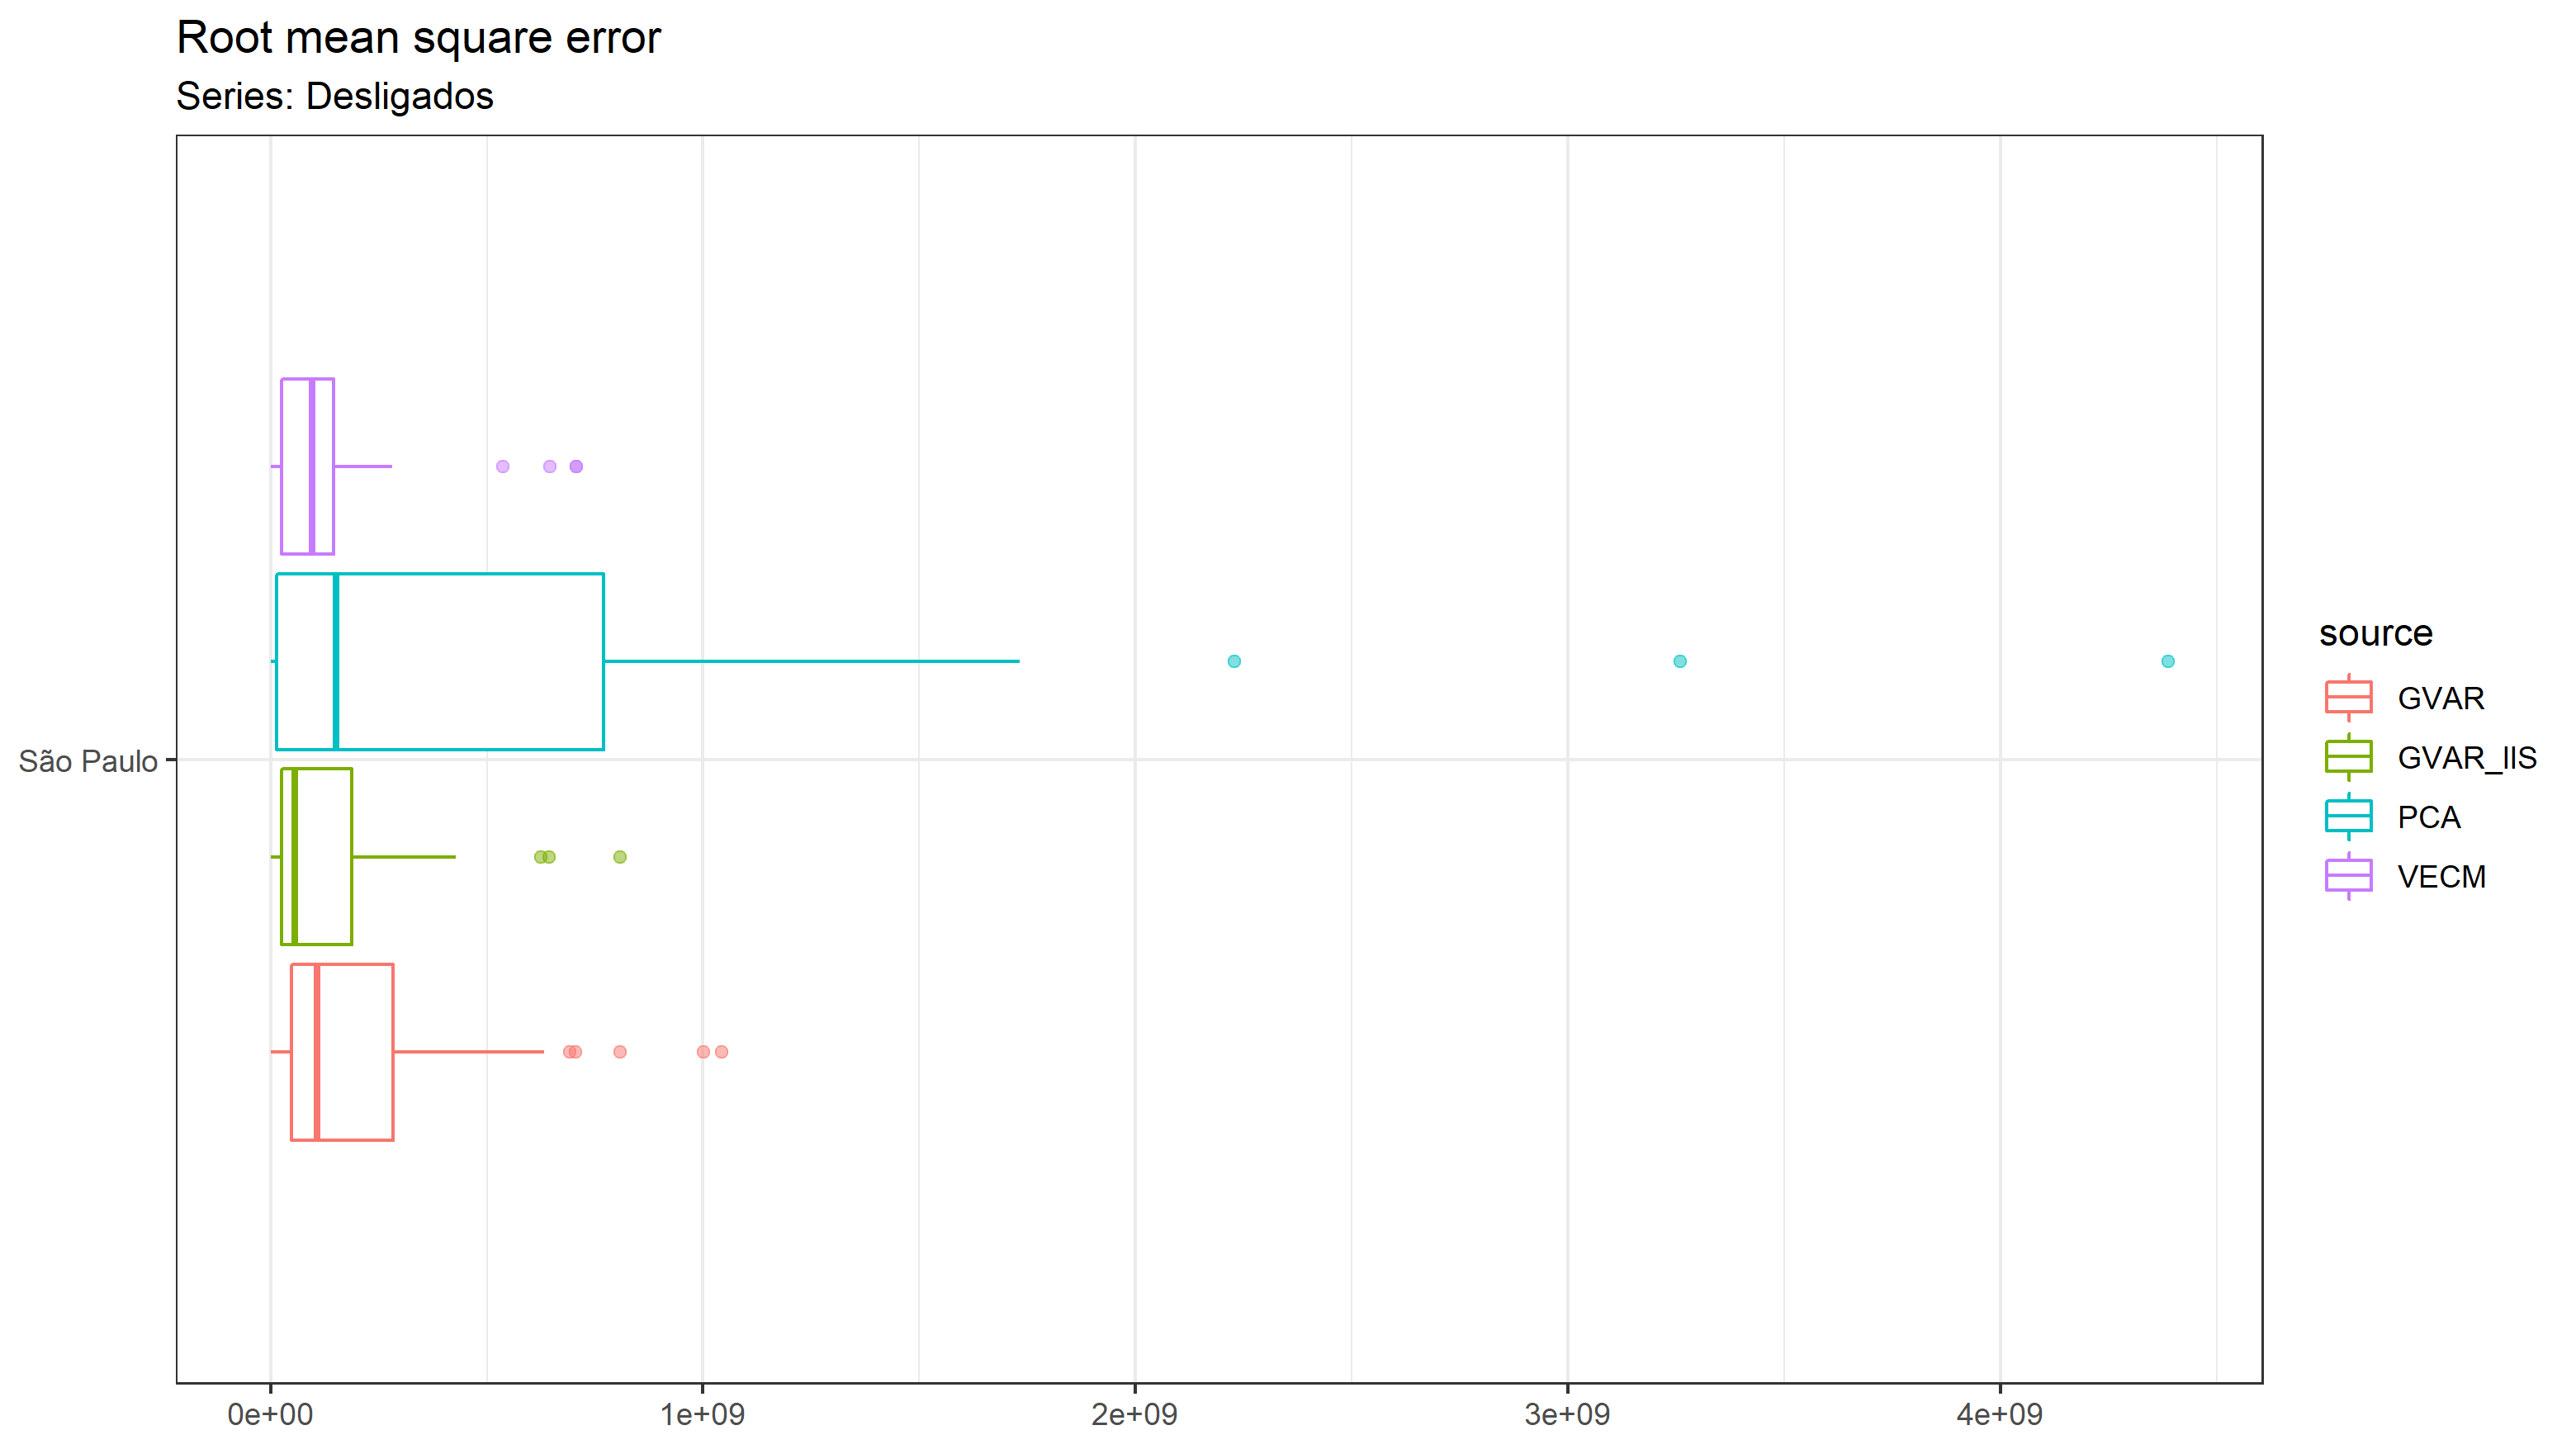 Root mean square error
Series: Desligados
São Paulo
0e+00
1e+09
2e+09
3e+09
4e+09
source
GVAR
GVAR_IIS
PCA
VECM